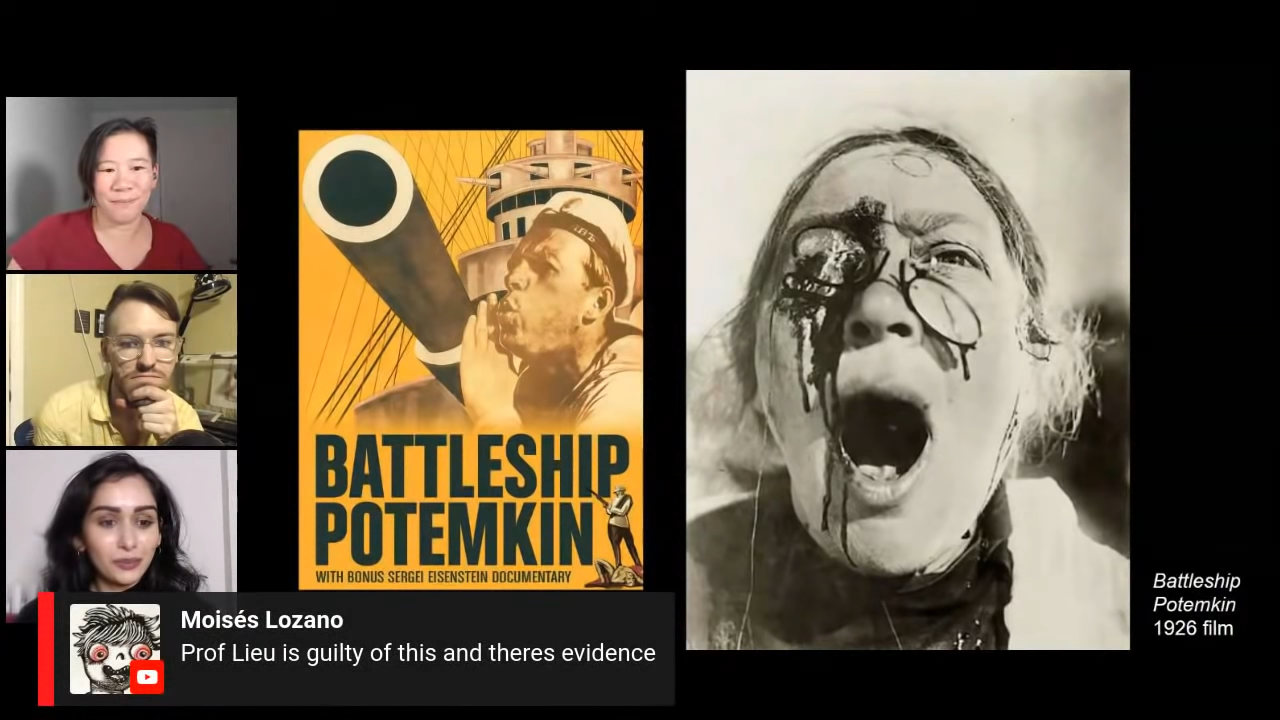 BATTLESHIP
POTEMKIN
WITH BONUS SERGEI EISENSTEIN DOCUMENTARY
Battleship
Potemkin
1926 film
Moisés Lozano
Prof Lieu is guilty of this and theres evidence